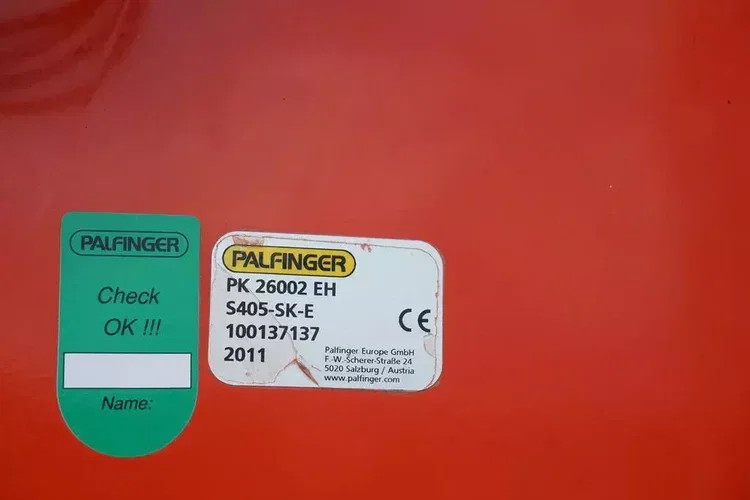 PALFINGER
Check
OK !!!
Name:
PALFINGER
PK 26002 EH
S405-SK-E
100137137
2011
CE
Palfinger Europe GmbH
F.-W.-Scherer-Straße 24
5020 Salzburg / Austria
www.palfinger.com